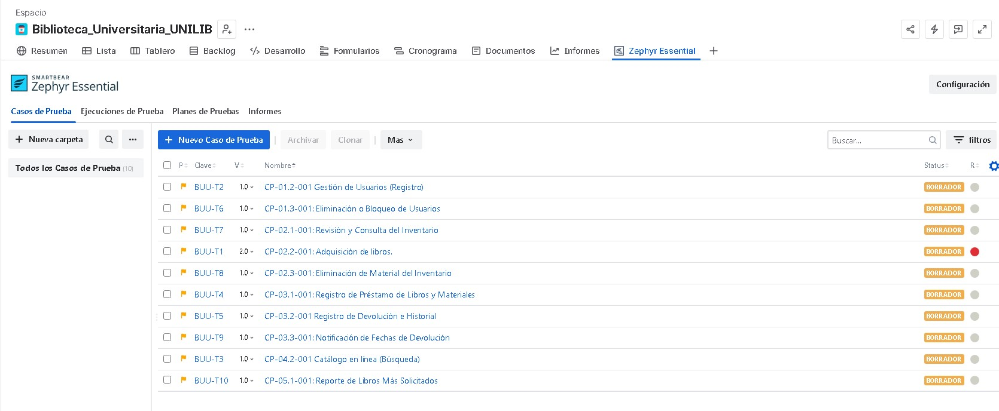 Espacio
Biblioteca_Universitaria_UNILIB
Resumen Lista Tablero Backlog Desarrollo Formularios Cronograma Documentos Informes Zephyr Essential
SMARTBEAR
Zephyr Essential
Configuración
Casos de Prueba Ejecuciones de Prueba Planes de Pruebas Informes
+ Nueva carpeta ...
+ Nuevo Caso de Prueba Archivar Clonar Mas Buscar... filtros
Todos los Casos de Prueba (10)
P Clave V Nombre Status R
BUU-T2 1.0 CP-01.2-001 Gestión de Usuarios (Registro) BORRADOR
BUU-T6 1.0 CP-01.3-001: Eliminación o Bloqueo de Usuarios BORRADOR
BUU-T7 1.0 CP-02.1-001: Revisión y Consulta del Inventario BORRADOR
BUU-T1 2.0 CP-02.2-001: Adquisición de libros. BORRADOR
BUU-T8 1.0 CP-02.3-001: Eliminación de Material del Inventario BORRADOR
BUU-T4 1.0 CP-03.1-001: Registro de Préstamo de Libros y Materiales BORRADOR
BUU-T5 1.0 CP-03.2-001 Registro de Devolución e Historial BORRADOR
BUU-T9 1.0 CP-03.3-001: Notificación de Fechas de Devolución BORRADOR
BUU-T3 1.0 CP-04.2-001 Catálogo en línea (Búsqueda) BORRADOR
BUU-T10 1.0 CP-05.1-001: Reporte de Libros Más Solicitados BORRADOR